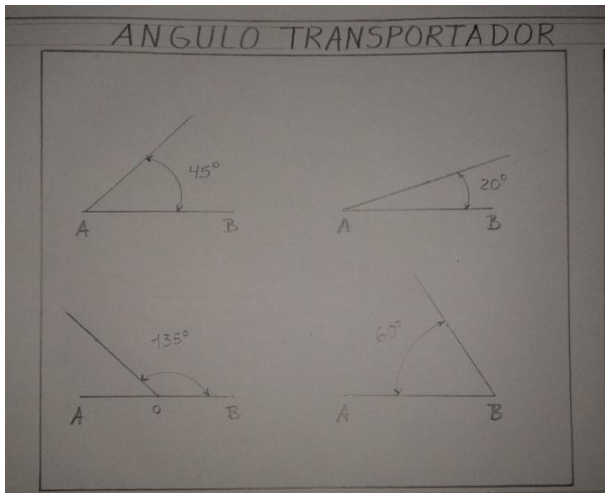 ANGULO TRANSPORTADOR
45°
A B
20°
A B
135°
A O B
60°
A B